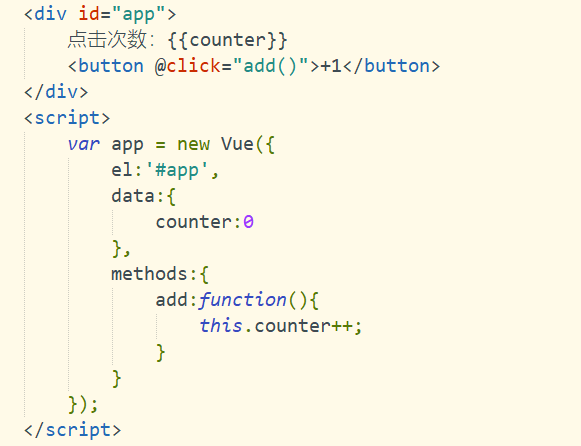 <div id="app">
    点击次数：{{counter}}
    <button @click="add()">+1</button>
</div>
<script>
    var app = new Vue({
        el:'#app',
        data:{
            counter:0
        },
        methods:{
            add:function(){
                this.counter++;
            }
        }
    });
</script>